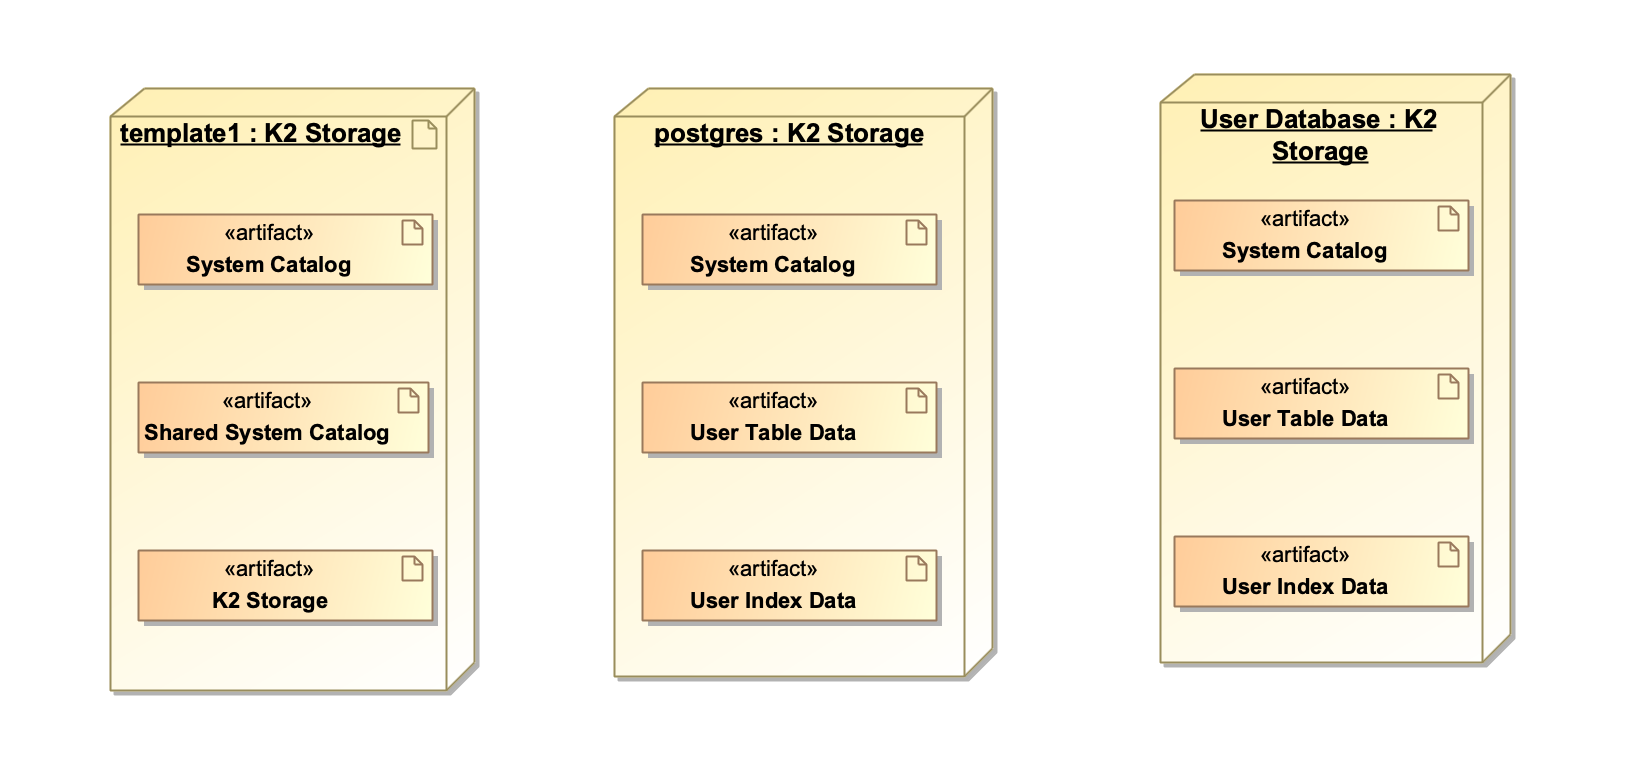 template1 : K2 Storage
«artifact»
System Catalog
«artifact»
Shared System Catalog
«artifact»
K2 Storage
postgres : K2 Storage
«artifact»
System Catalog
«artifact»
User Table Data
«artifact»
User Index Data
User Database : K2
Storage
«artifact»
System Catalog
«artifact»
User Table Data
«artifact»
User Index Data